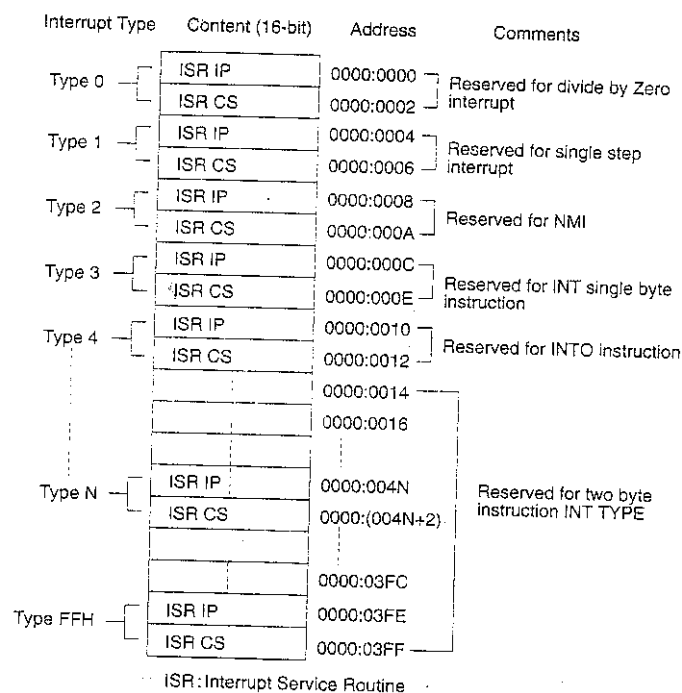 Interrupt Type Content (16-bit) Address Comments
Type 0 ISR IP 0000:0000 Reserved for divide by Zero
ISR CS 0000:0002 interrupt
Type 1 ISR IP 0000:0004 Reserved for single step
ISR CS 0000:0006 interrupt
Type 2 ISR IP 0000:0008 Reserved for NMI
ISR CS 0000:000A
Type 3 ISR IP 0000:000C Reserved for INT single byte
ISR CS 0000:000E instruction
Type 4 ISR IP 0000:0010 Reserved for INTO instruction
ISR CS 0000:0012
0000:0014
0000:0016
Type N ISR IP 0000:004N Reserved for two byte
ISR CS 0000:(004N+2) instruction INT TYPE
0000:03FC
Type FFH ISR IP 0000:03FE
ISR CS 0000:03FF
ISR: Interrupt Service Routine